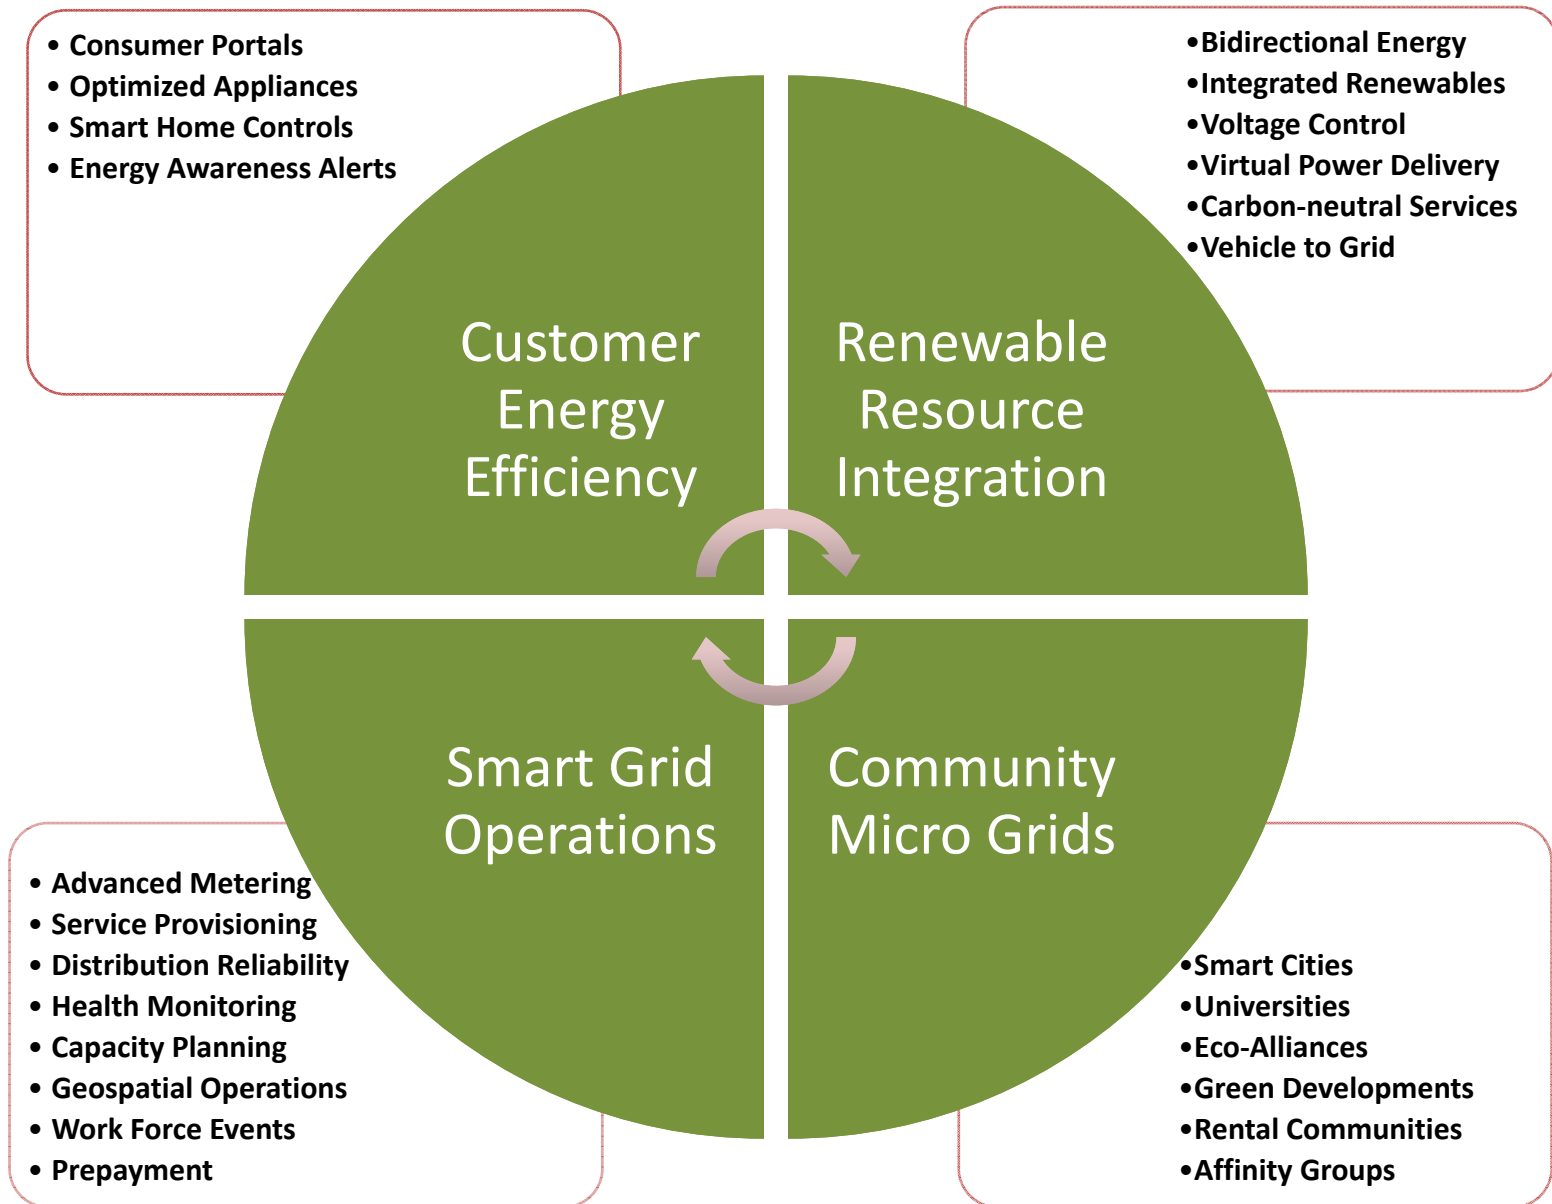 • Consumer Portals
• Optimized Appliances
• Smart Home Controls
• Energy Awareness Alerts
•Bidirectional Energy
•Integrated Renewables
•Voltage Control
•Virtual Power Delivery
•Carbon-neutral Services
•Vehicle to Grid
Customer
Energy
Efficiency
Renewable
Resource
Integration
Smart Grid
Operations
Community
Micro Grids
• Advanced Metering
• Service Provisioning
• Distribution Reliability
• Health Monitoring
• Capacity Planning
• Geospatial Operations
• Work Force Events
• Prepayment
•Smart Cities
•Universities
•Eco-Alliances
•Green Developments
•Rental Communities
•Affinity Groups